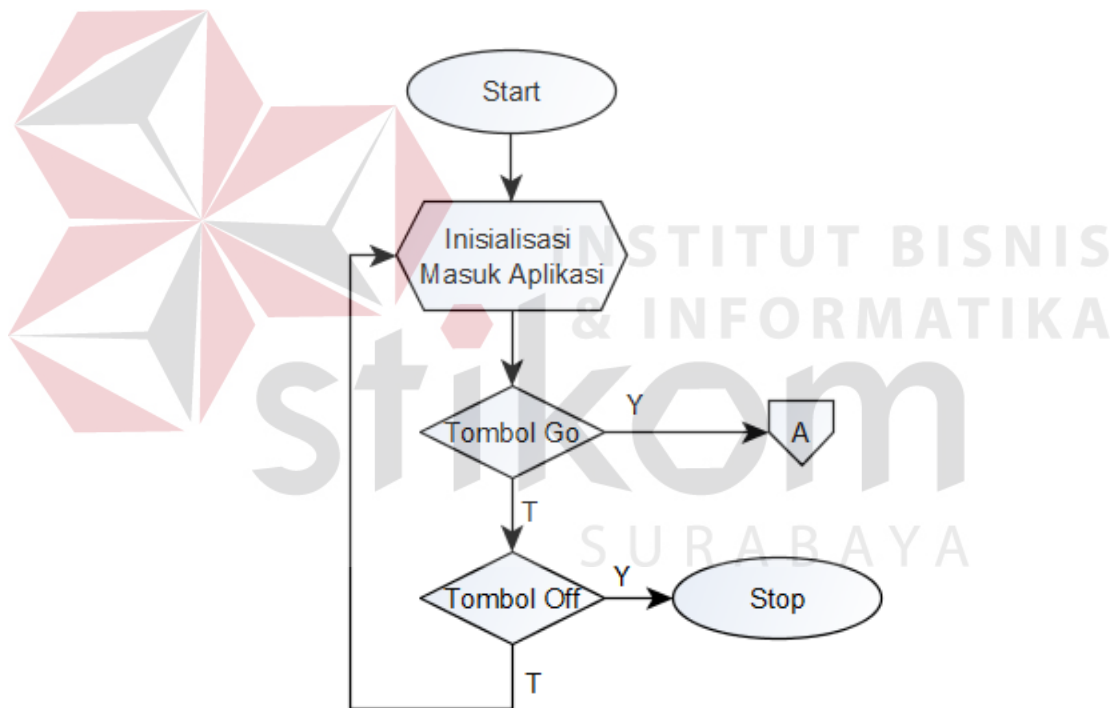 Start
Inisialisasi
Masuk Aplikasi
INSTITUT BISNIS
& INFORMATIKA
stikom
SURABAYA
Tombol Go
Y
A
T
Tombol Off
Y
Stop
T